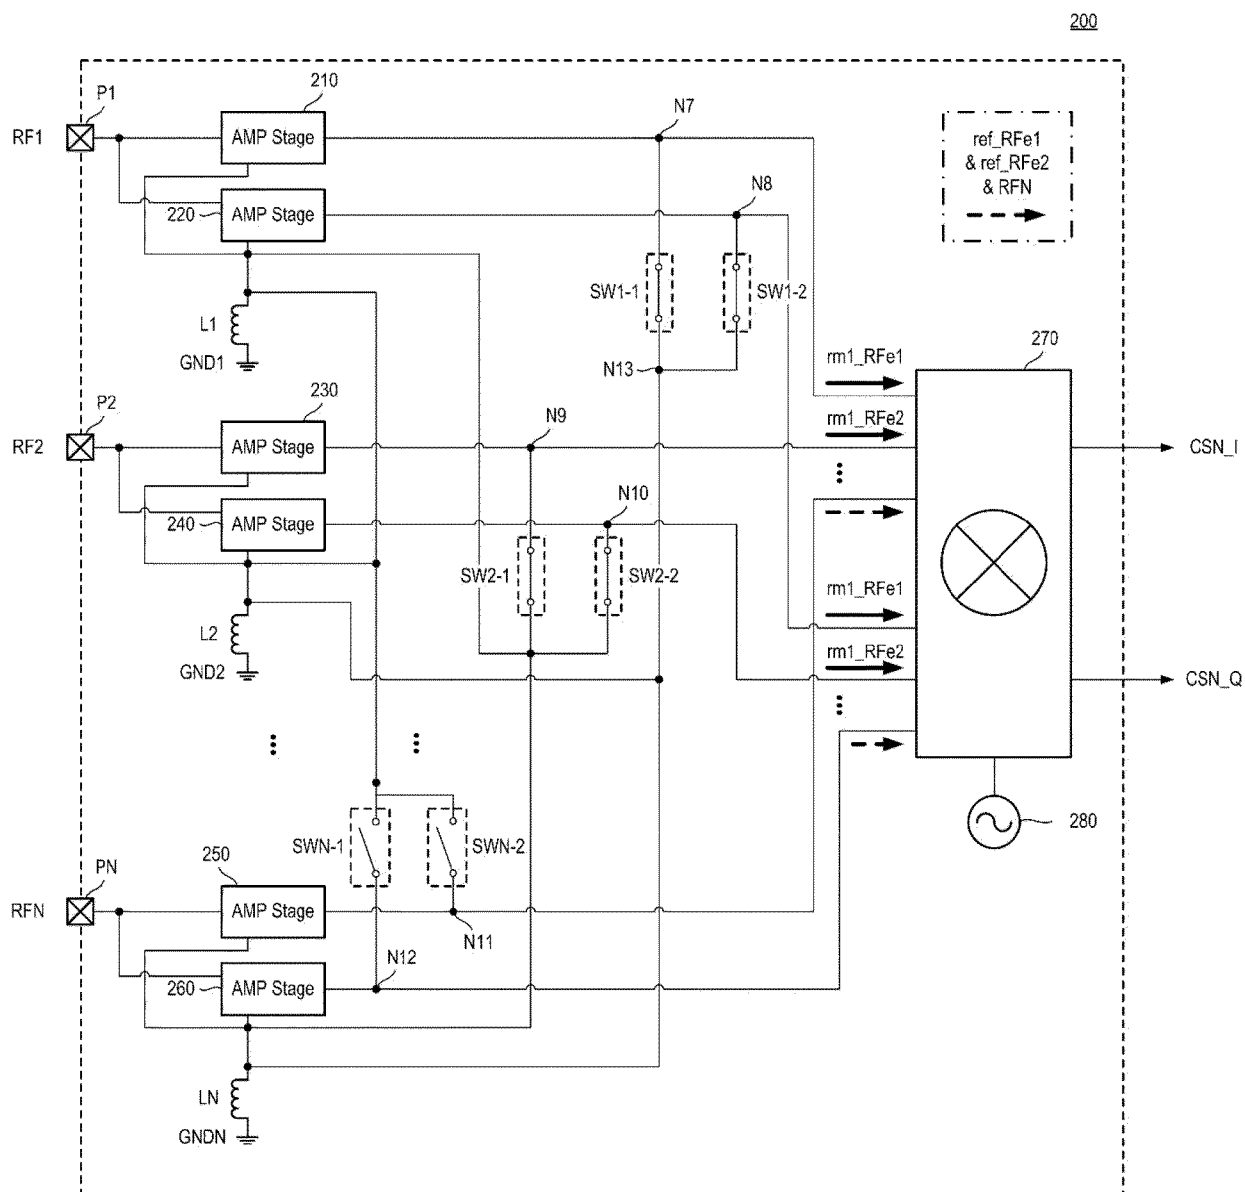 200
P1
210
RF1
AMP Stage
N7
ref_RFe1
& ref_RFe2
& RFN
220
AMP Stage
N8
L1
GND1
SW1-1
SW1-2
N13
270
P2
230
rm1_RFe1
RF2
AMP Stage
N9
rm1_RFe2
CSN_I
240
AMP Stage
N10
SW2-1
SW2-2
L2
GND2
rm1_RFe1
rm1_RFe2
CSN_Q
280
SWN-1
SWN-2
PN
250
RFN
AMP Stage
N11
260
AMP Stage
N12
LN
GNDN